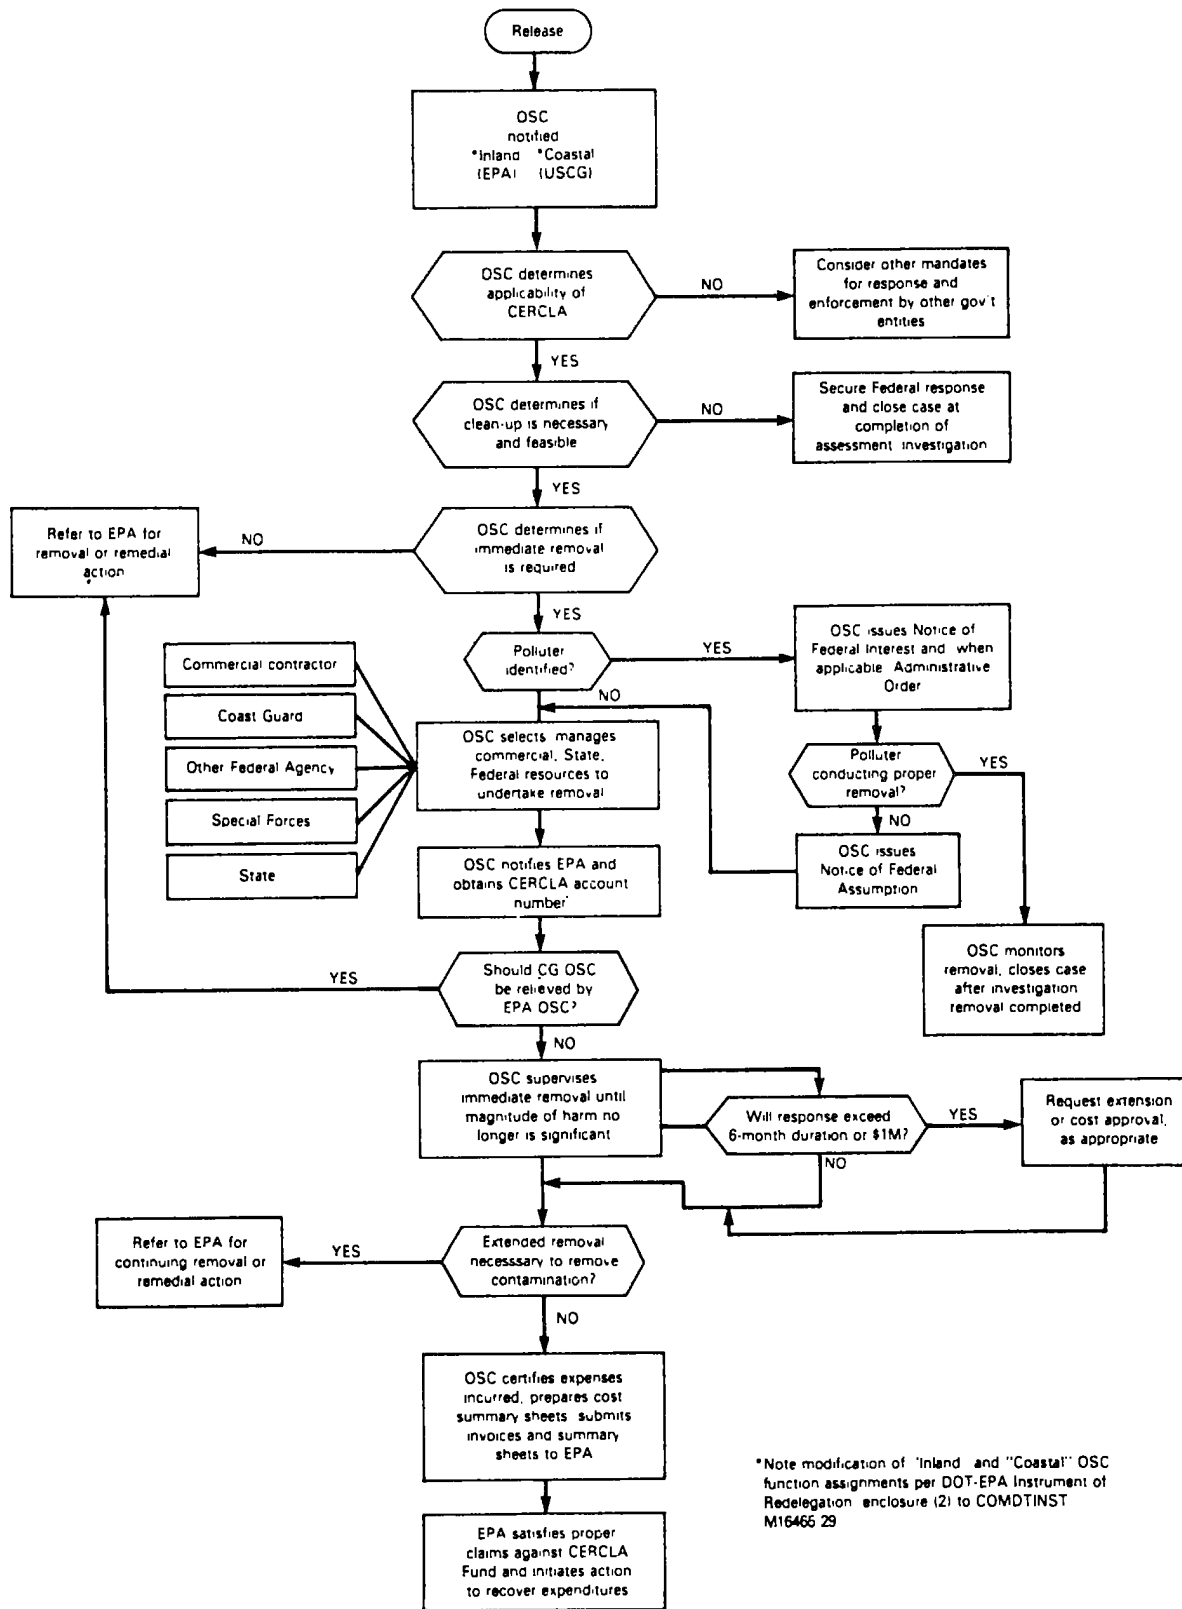 Release
OSC
notified
*Inland *Coastal
(EPA) (USCG)
OSC determines
applicability of
CERCLA
NO
Consider other mandates
for response and
enforcement by other gov't
entities
YES
OSC determines if
clean-up is necessary
and feasible
NO
Secure Federal response
and close case at
completion of
assessment investigation
YES
OSC determines if
immediate removal
is required
NO
Refer to EPA for
removal or remedial
action
YES
Polluter
identified?
YES
OSC issues Notice of
Federal Interest and when
applicable Administrative
Order
NO
Commercial contractor
Coast Guard
Other Federal Agency
Special Forces
State
OSC selects manages
commercial, State,
Federal resources to
undertake removal
Polluter
conducting proper
removal?
YES
NO
OSC issues
Notice of Federal
Assumption
OSC notifies EPA and
obtains CERCLA account
number
OSC monitors
removal, closes case
after investigation
removal completed
Should CG OSC
be relieved by
EPA OSC?
YES
NO
OSC supervises
immediate removal until
magnitude of harm no
longer is significant
Will response exceed
6-month duration or $1M?
YES
Request extension
or cost approval,
as appropriate
NO
Extended removal
necesssary to remove
contamination?
YES
Refer to EPA for
continuing removal or
remedial action
NO
OSC certifies expenses
incurred, prepares cost
summary sheets submits
invoices and summary
sheets to EPA
EPA satisfies proper
claims against CERCLA
Fund and initiates action
to recover expenditures
*Note modification of 'Inland and "Coastal" OSC
function assignments per DOT-EPA Instrument of
Redelegation enclosure (2) to COMDTINST
M16465 29